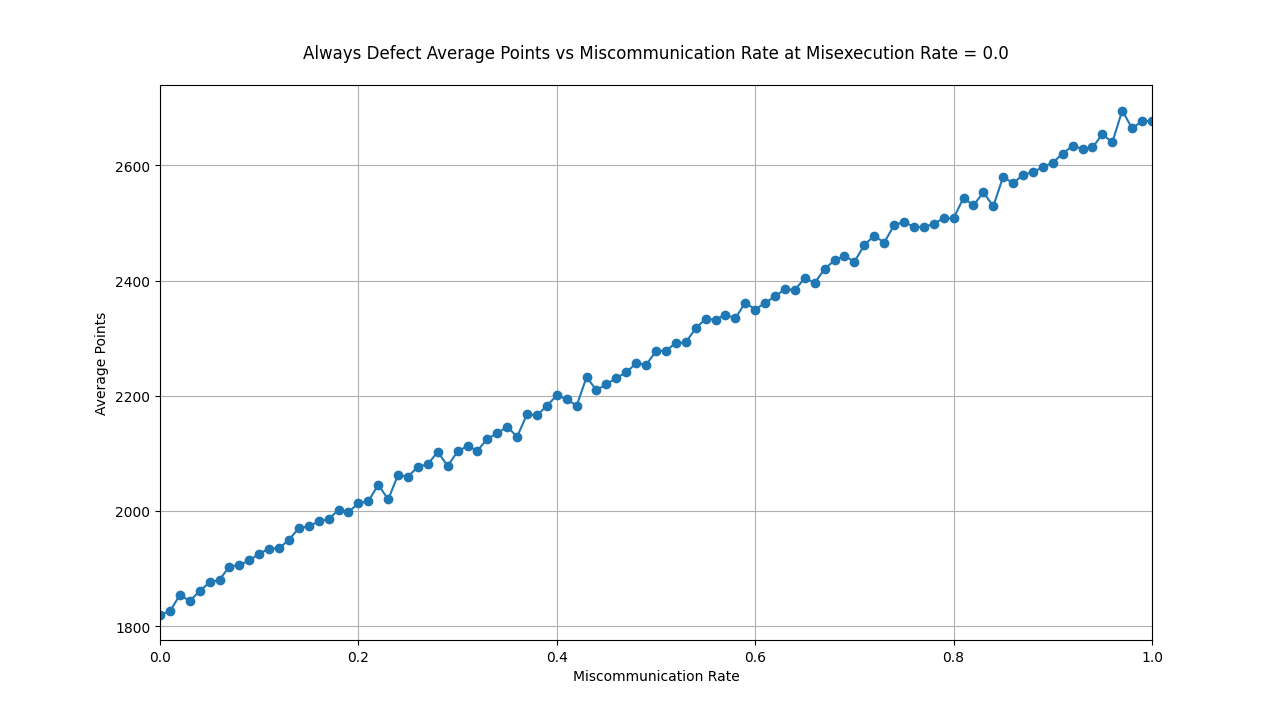 Always Defect Average Points vs Miscommunication Rate at Misexecution Rate = 0.0
Average Points
2600
2400
2200
2000
1800
0.0 0.2 0.4 0.6 0.8 1.0
Miscommunication Rate